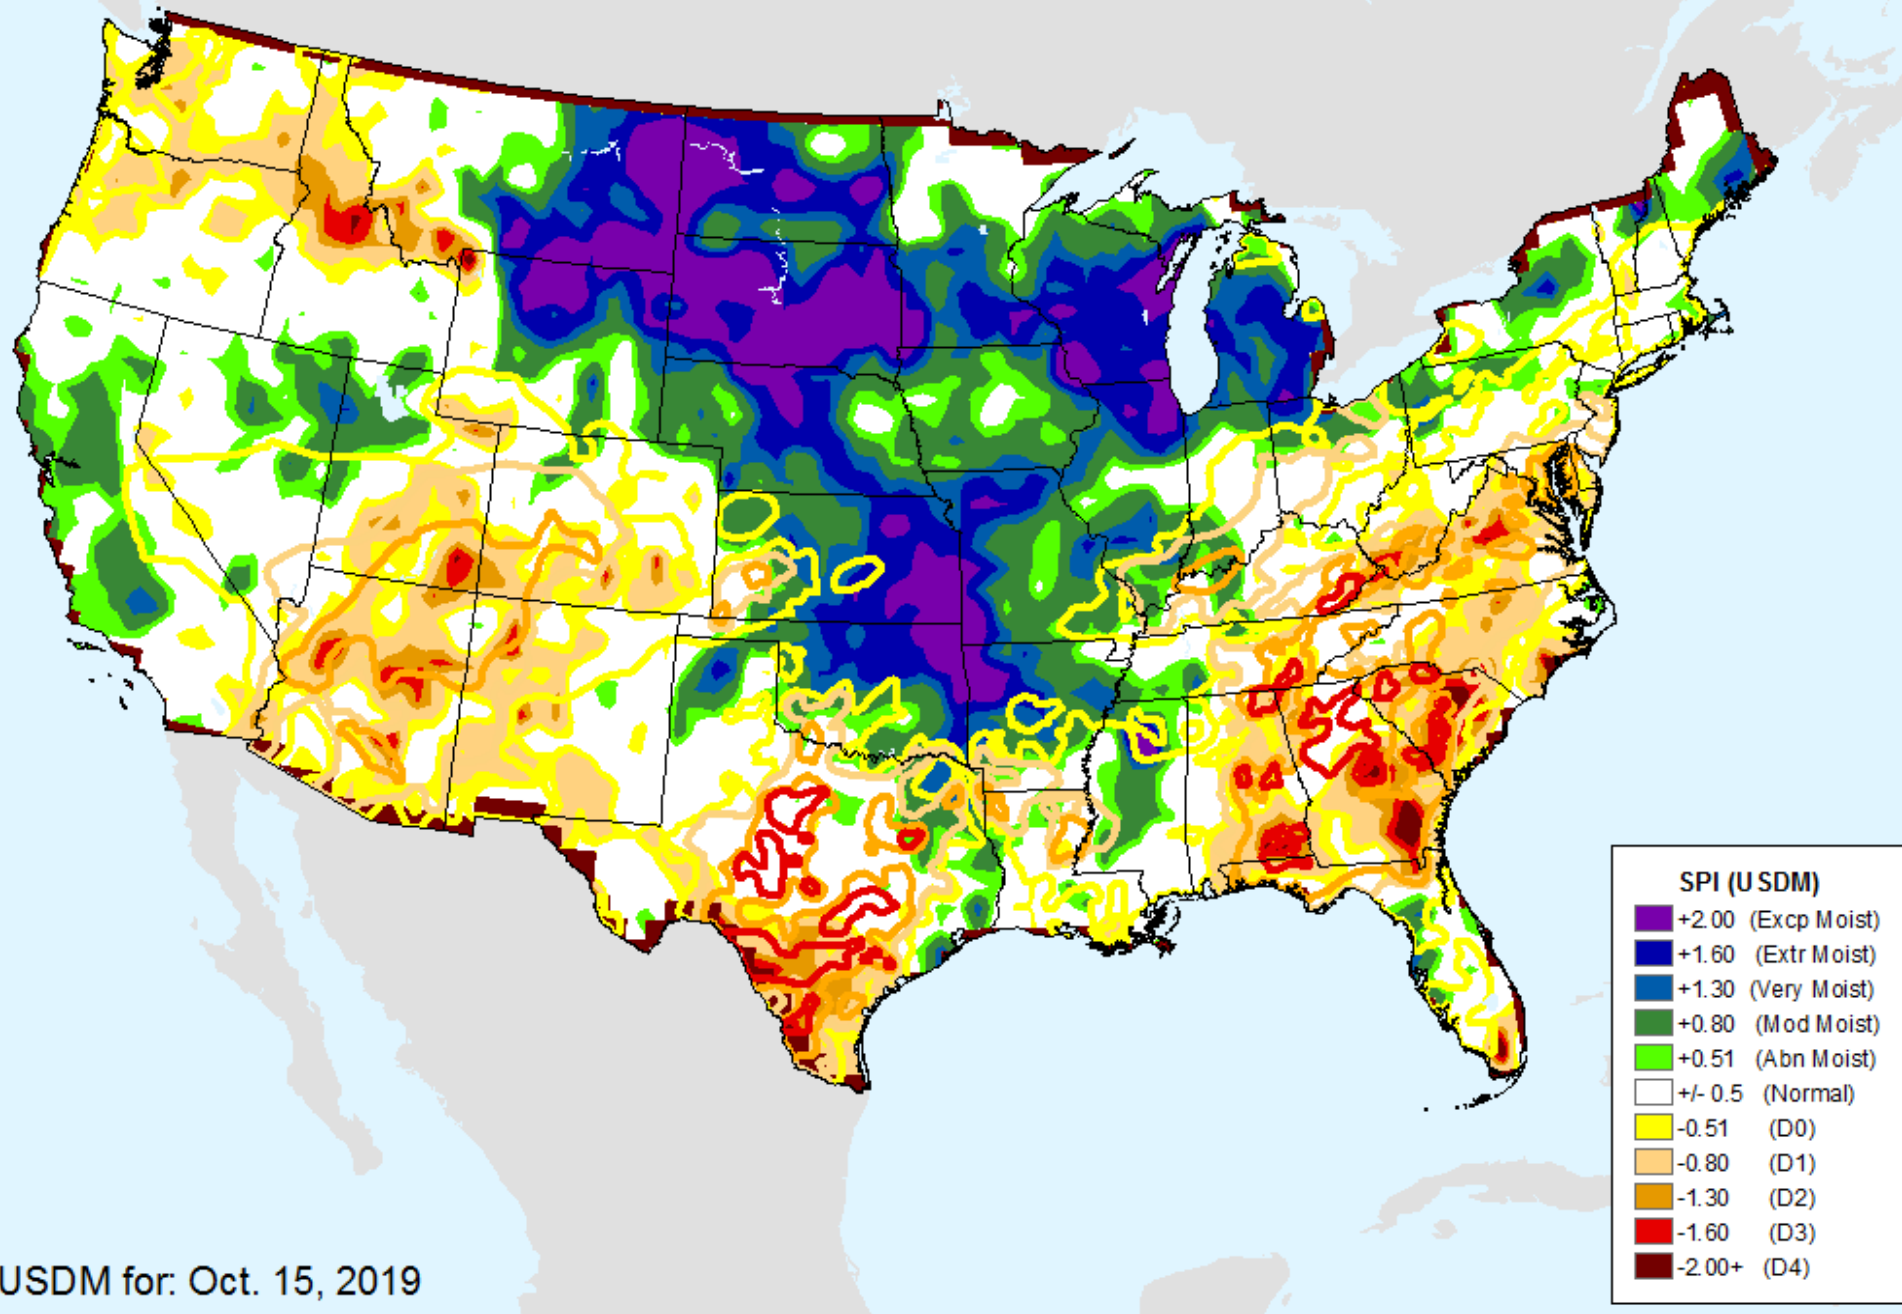 SPI (USDM)
+2.00 (Excp Moist)
+1.60 (Extr Moist)
+1.30 (Very Moist)
+0.80 (Mod Moist)
+0.51 (Abn Moist)
+/- 0.5 (Normal)
-0.51 (D0)
-0.80 (D1)
-1.30 (D2)
-1.60 (D3)
-2.00+ (D4)
USDM for: Oct. 15, 2019